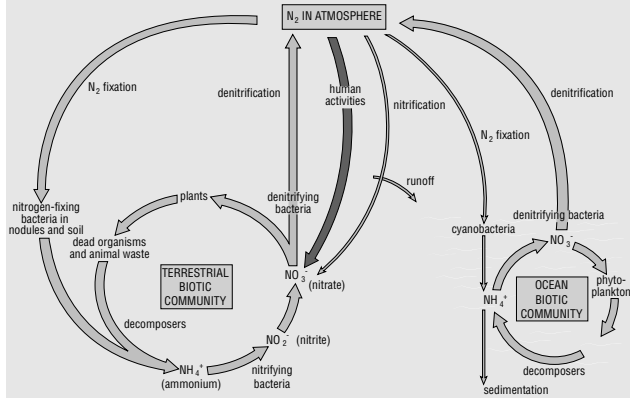 N₂ IN ATMOSPHERE
N₂ fixation
denitrification
human
activities
nitrification
denitrification
N₂ fixation
runoff
plants
denitrifying
bacteria
nitrogen-fixing
bacteria in
nodules and soil
dead organisms
and animal waste
cyanobacteria
denitrifying bacteria
NO₃⁻
TERRESTRIAL
BIOTIC
COMMUNITY
NO₃⁻
(nitrate)
phyto-
plankton
OCEAN
BIOTIC
COMMUNITY
NH₄⁺
decomposers
NO₂⁻ (nitrite)
NH₄⁺
(ammonium)
nitrifying
bacteria
decomposers
sedimentation